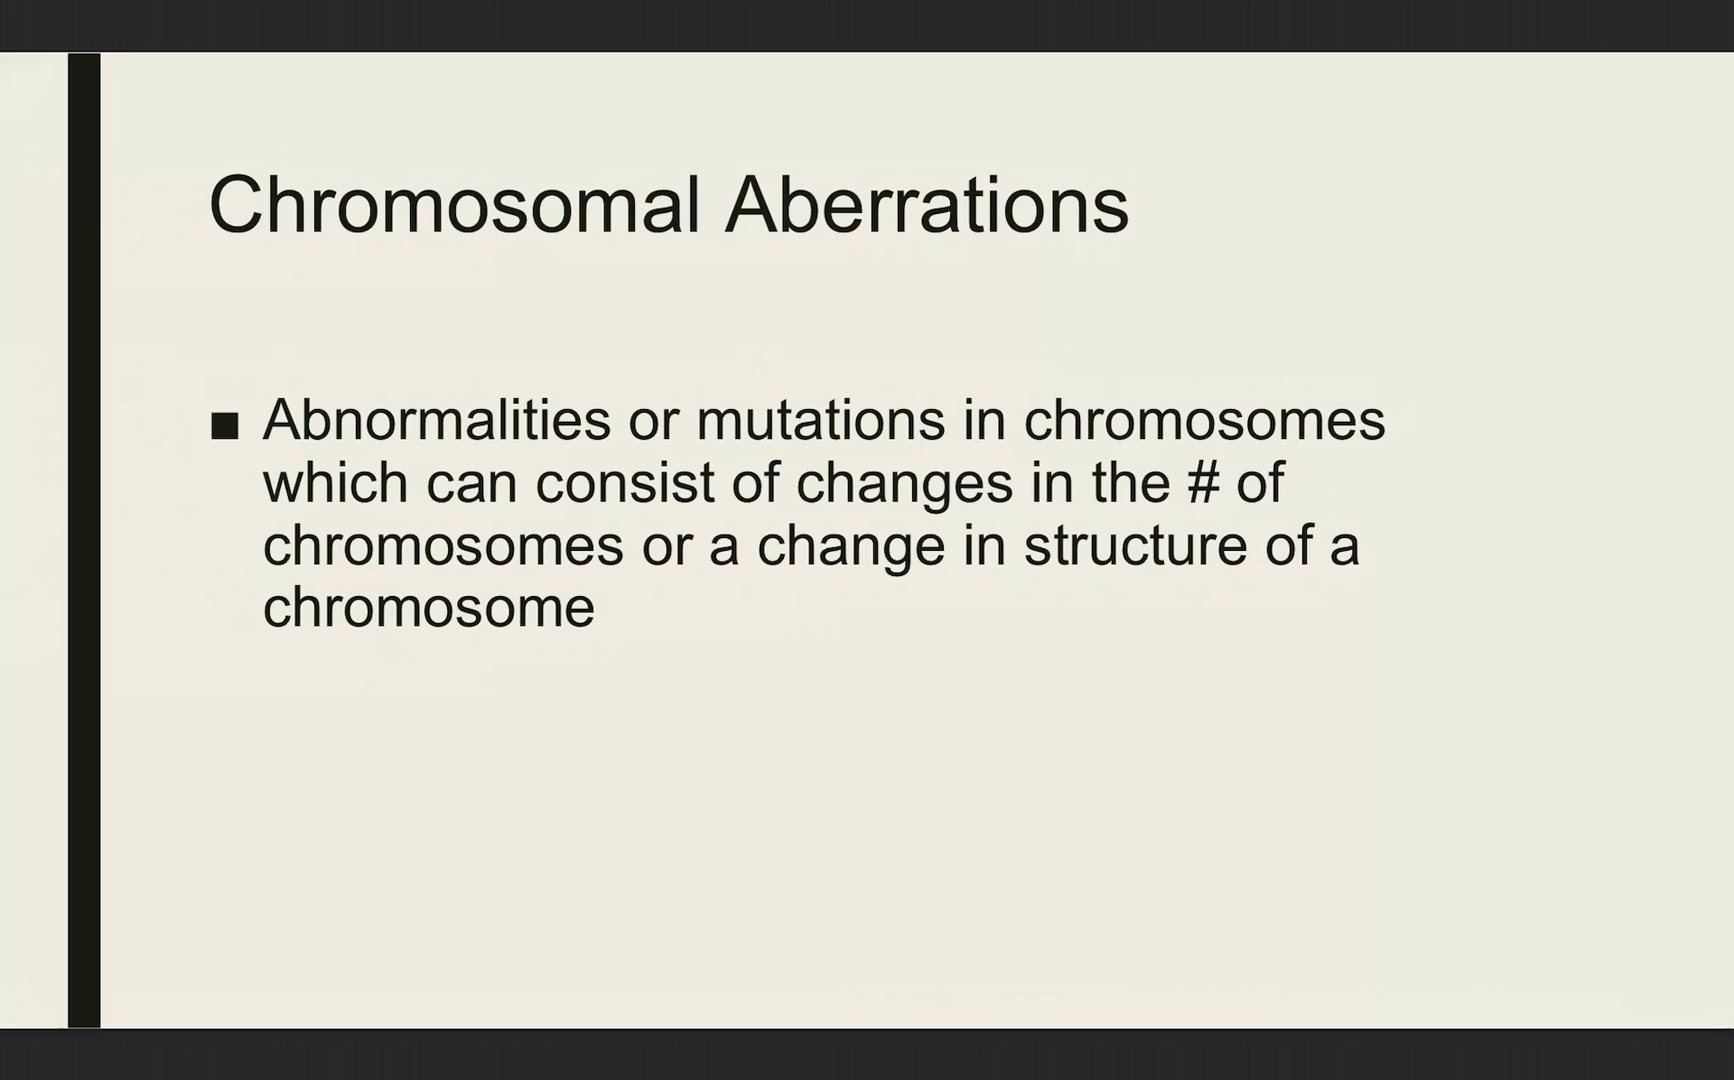 Chromosomal Aberrations
■ Abnormalities or mutations in chromosomes
which can consist of changes in the # of
chromosomes or a change in structure of a
chromosome